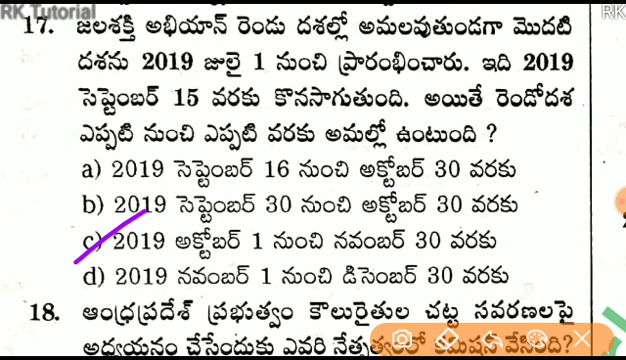 RK Tutorial
RK
17. జలశక్తి అభియాన్ రెండు దశల్లో అమలవుతుండగా మొదటి
దశను 2019 జులై 1 నుంచి ప్రారంభించారు. ఇది 2019
సెప్టెంబర్ 15 వరకు కొనసాగుతుంది. అయితే రెండోదశ
ఎప్పటి నుంచి ఎప్పటి వరకు అమల్లో ఉంటుంది ?
a) 2019 సెప్టెంబర్ 16 నుంచి అక్టోబర్ 30 వరకు
b) 2019 సెప్టెంబర్ 30 నుంచి అక్టోబర్ 30 వరకు
c) 2019 అక్టోబర్ 1 నుంచి నవంబర్ 30 వరకు
d) 2019 నవంబర్ 1 నుంచి డిసెంబర్ 30 వరకు
18. ఆంధ్రప్రదేశ్ ప్రభుత్వం కౌలురైతుల చట్ట సవరణలపై
అధ్యయనం చేసేందుకు ఎవరి నేతృత్వంలో కమిషన్ వేసింది?